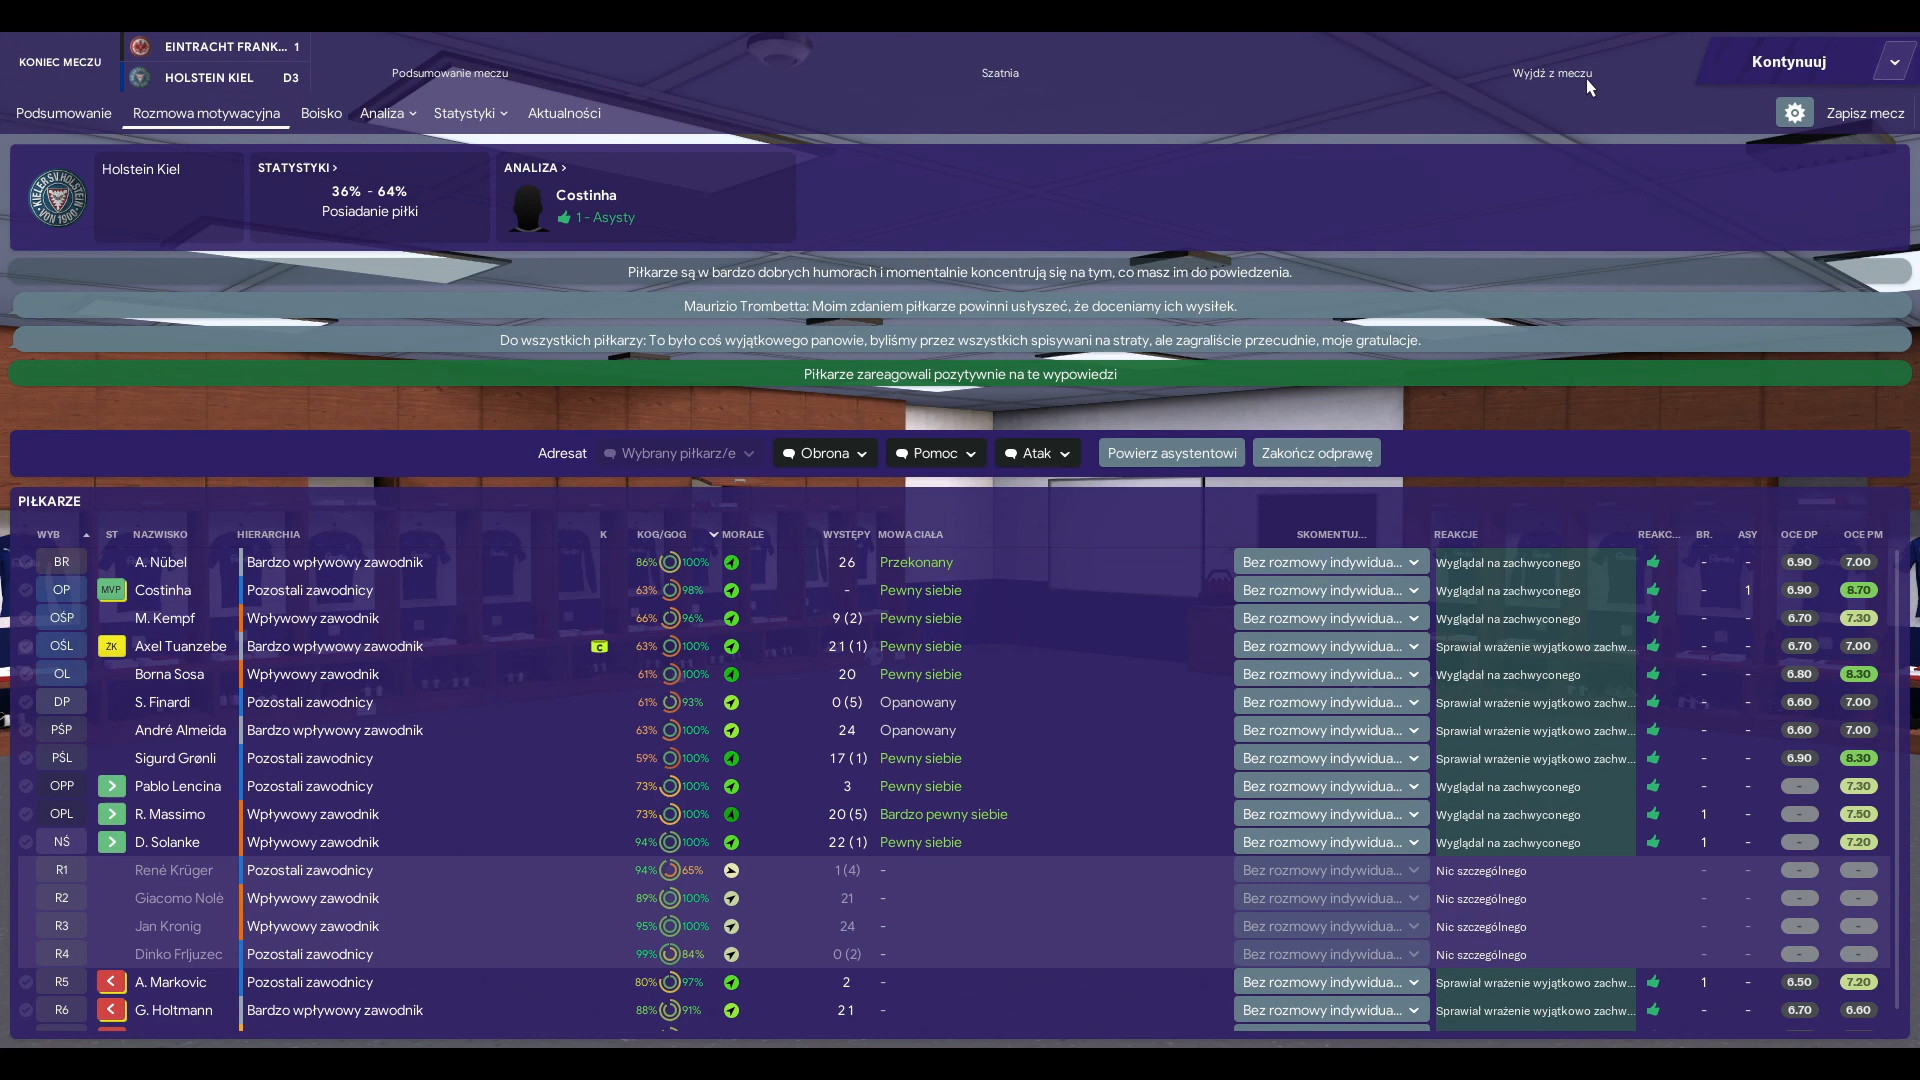 KONIEC MECZU
EINTRACHT FRANK... 1
HOLSTEIN KIEL D3
Podsumowanie meczu
Szatnia
Wyjdź z meczu
Kontynuuj
Podsumowanie Rozmowa motywacyjna Boisko Analiza Statystyki Aktualności
Zapisz mecz
KIELER SV HOLSTEIN VON 1900
Holstein Kiel
STATYSTYKI >
36% - 64%
Posiadanie piłki
ANALIZA >
Costinha
1 - Asysty
Piłkarze są w bardzo dobrych humorach i momentalnie koncentrują się na tym, co masz im do powiedzenia.
Maurizio Trombetta: Moim zdaniem piłkarze powinni usłyszeć, że doceniamy ich wysiłek.
Do wszystkich piłkarzy: To było coś wyjątkowego panowie, byliśmy przez wszystkich spisywani na straty, ale zagraliście przecudnie, moje gratulacje.
Piłkarze zareagowali pozytywnie na te wypowiedzi
Adresat Wybrany piłkarz/e Obrona Pomoc Atak Powierz asystentowi Zakończ odprawę
PIŁKARZE
WYB ST NAZWISKO HIERARCHIA K KOG/GOG MORALE WYSTĘPY MOWA CIAŁA SKOMENTUJ... REAKCJE REAKC... BR. ASY OCE DP OCE PM
BR A. Nübel Bardzo wpływowy zawodnik 86% 100% 26 Przekonany Bez rozmowy indywidua... Wyglądał na zachwyconego - - 6.90 7.00
OP MVP Costinha Pozostali zawodnicy 63% 98% - Pewny siebie Bez rozmowy indywidua... Wyglądał na zachwyconego - 1 6.90 8.70
OŚP M. Kempf Wpływowy zawodnik 66% 96% 9 (2) Pewny siebie Bez rozmowy indywidua... Wyglądał na zachwyconego - - 6.70 7.30
OŚL ŻK Axel Tuanzebe Bardzo wpływowy zawodnik C 63% 100% 21 (1) Pewny siebie Bez rozmowy indywidua... Sprawiał wrażenie wyjątkowo zachw... - - 6.70 7.00
OL Borna Sosa Wpływowy zawodnik 61% 100% 20 Pewny siebie Bez rozmowy indywidua... Wyglądał na zachwyconego - - 6.80 8.30
DP S. Finardi Pozostali zawodnicy 61% 93% 0 (5) Opanowany Bez rozmowy indywidua... Sprawiał wrażenie wyjątkowo zachw... - - 6.60 7.00
PŚP André Almeida Bardzo wpływowy zawodnik 63% 100% 24 Opanowany Bez rozmowy indywidua... Sprawiał wrażenie wyjątkowo zachw... - - 6.60 7.00
PŚL Sigurd Grønli Pozostali zawodnicy 59% 100% 17 (1) Pewny siebie Bez rozmowy indywidua... Sprawiał wrażenie wyjątkowo zachw... - - 6.90 8.30
OPP Pablo Lencina Pozostali zawodnicy 73% 100% 3 Pewny siebie Bez rozmowy indywidua... Wyglądał na zachwyconego - - - 7.30
OPL R. Massimo Wpływowy zawodnik 73% 100% 20 (5) Bardzo pewny siebie Bez rozmowy indywidua... Wyglądał na zachwyconego 1 - - 7.50
NŚ D. Solanke Wpływowy zawodnik 94% 100% 22 (1) Pewny siebie Bez rozmowy indywidua... Wyglądał na zachwyconego 1 - - 7.20
R1 René Krüger Pozostali zawodnicy 94% 65% 1 (4) - Bez rozmowy indywidua... Nic szczególnego - - - -
R2 Giacomo Nolè Wpływowy zawodnik 89% 100% 21 - Bez rozmowy indywidua... Nic szczególnego - - - -
R3 Jan Kronig Wpływowy zawodnik 95% 100% 24 - Bez rozmowy indywidua... Nic szczególnego - - - -
R4 Dinko Frljuzec Pozostali zawodnicy 99% 84% 0 (2) - Bez rozmowy indywidua... Nic szczególnego - - - -
R5 A. Markovic Pozostali zawodnicy 80% 97% 2 - Bez rozmowy indywidua... Sprawiał wrażenie wyjątkowo zachw... 1 - 6.50 7.20
R6 G. Holtmann Bardzo wpływowy zawodnik 88% 91% 21 - Bez rozmowy indywidua... Sprawiał wrażenie wyjątkowo zachw... - - 6.70 6.60